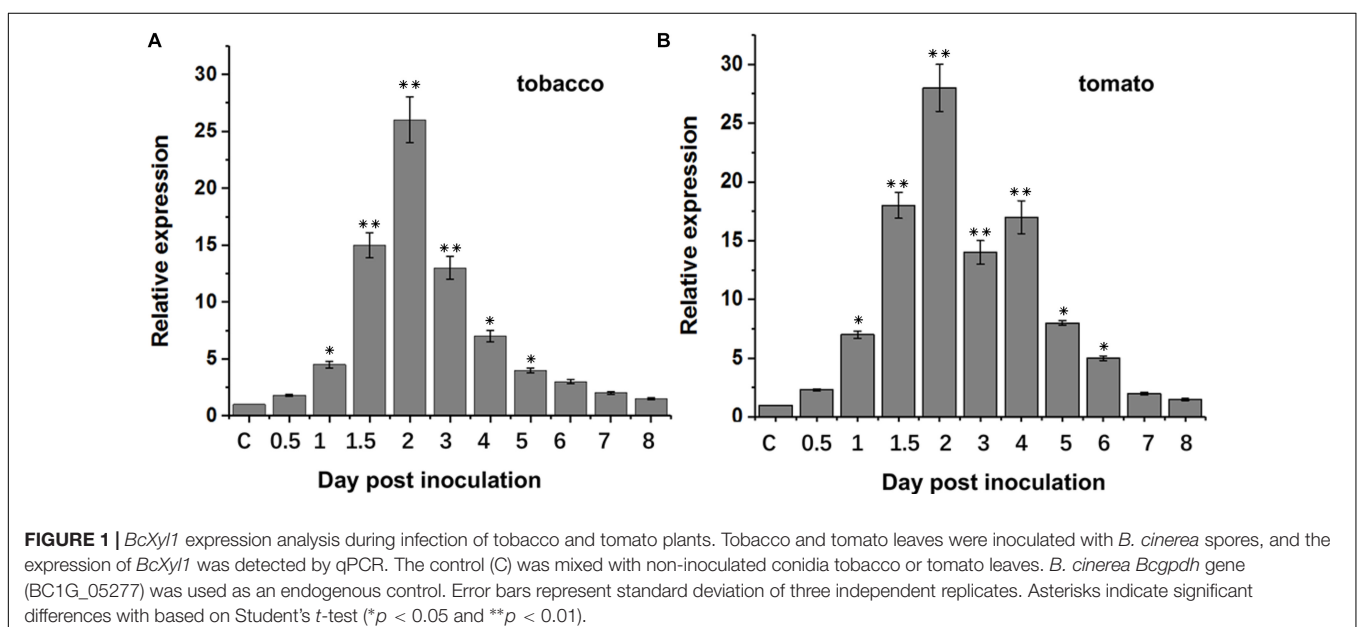 A
tobacco
Relative expression
30
25
20
15
10
5
0
**
**
**
*
*
*
C 0.5 1 1.5 2 3 4 5 6 7 8
Day post inoculation
B
tomato
Relative expression
30
25
20
15
10
5
0
**
**
**
**
*
*
*
C 0.5 1 1.5 2 3 4 5 6 7 8
Day post inoculation
FIGURE 1 | BcXyl1 expression analysis during infection of tobacco and tomato plants. Tobacco and tomato leaves were inoculated with B. cinerea spores, and the
expression of BcXyl1 was detected by qPCR. The control (C) was mixed with non-inoculated conidia tobacco or tomato leaves. B. cinerea Bcgpdh gene
(BC1G_05277) was used as an endogenous control. Error bars represent standard deviation of three independent replicates. Asterisks indicate significant
differences with based on Student's t-test (*p < 0.05 and **p < 0.01).